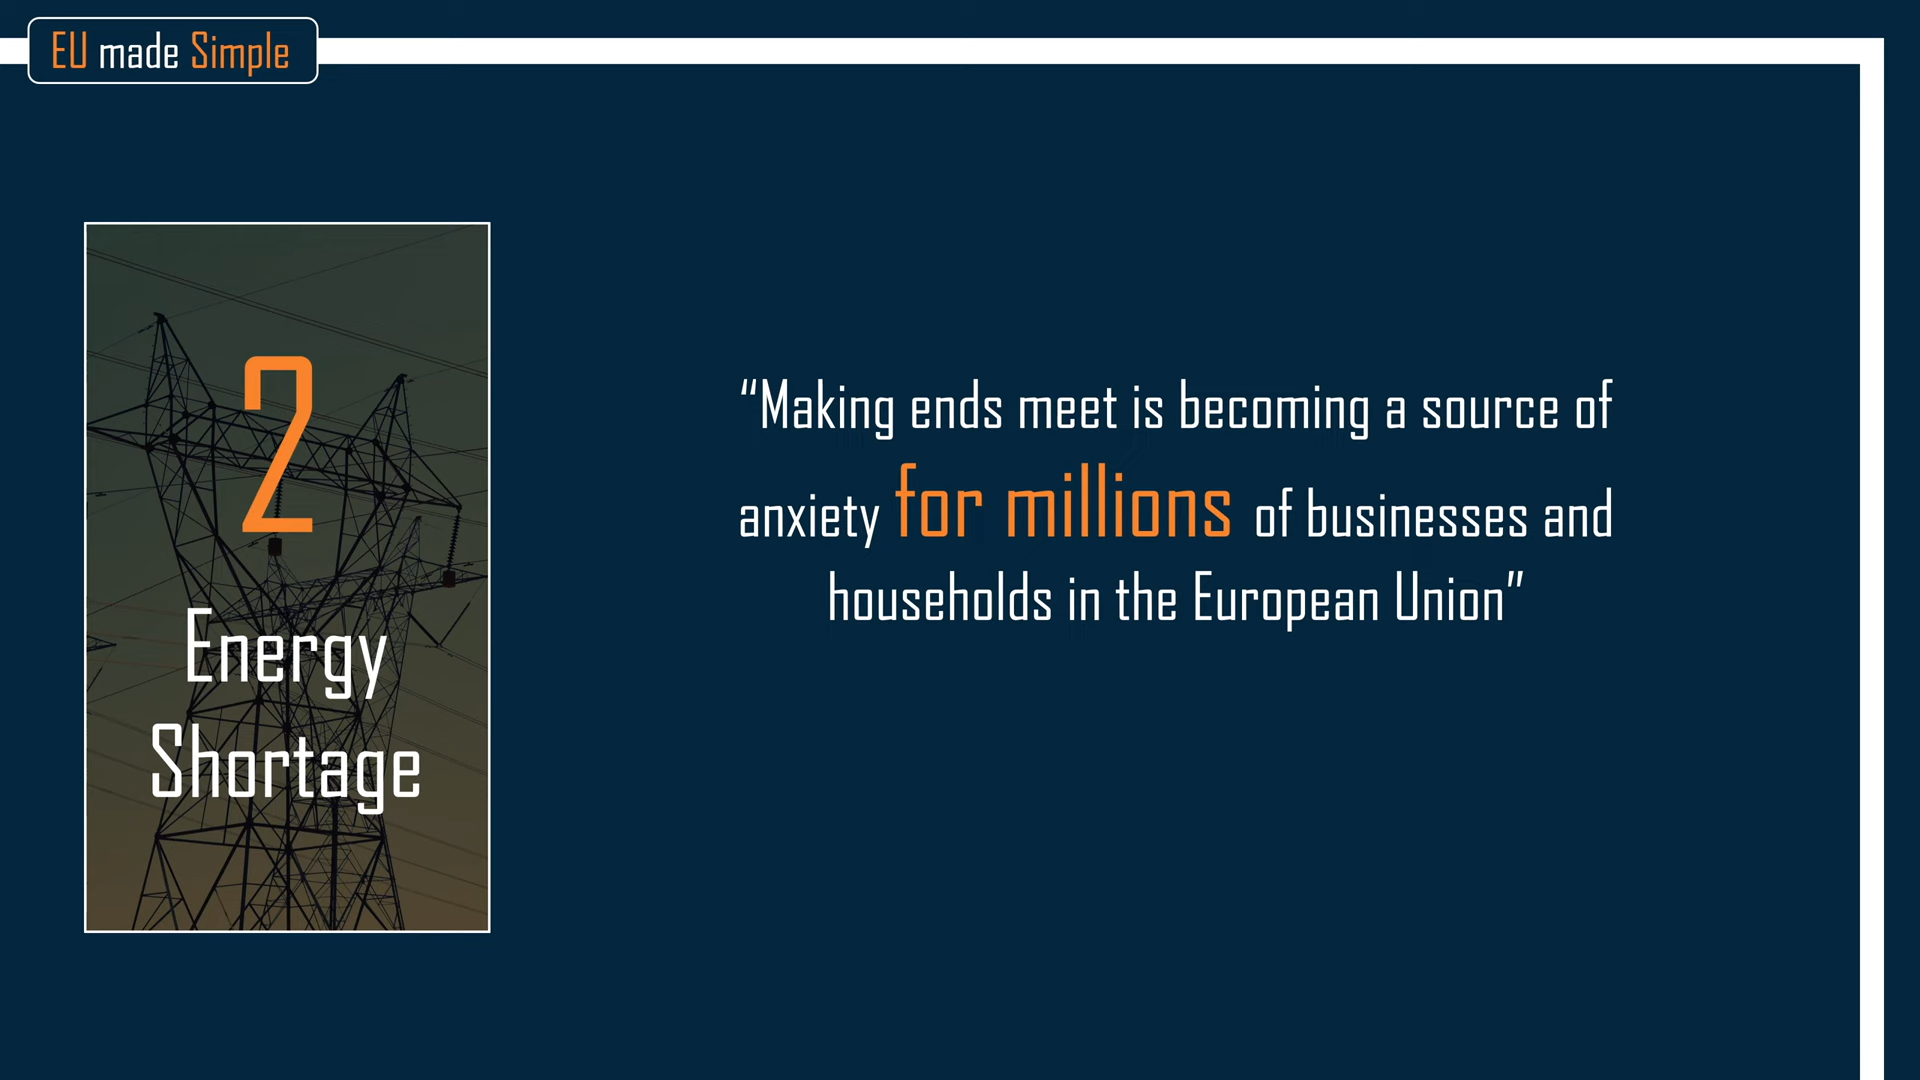 EU made Simple
2
Energy
Shortage
“Making ends meet is becoming a source of
anxiety for millions of businesses and
households in the European Union”